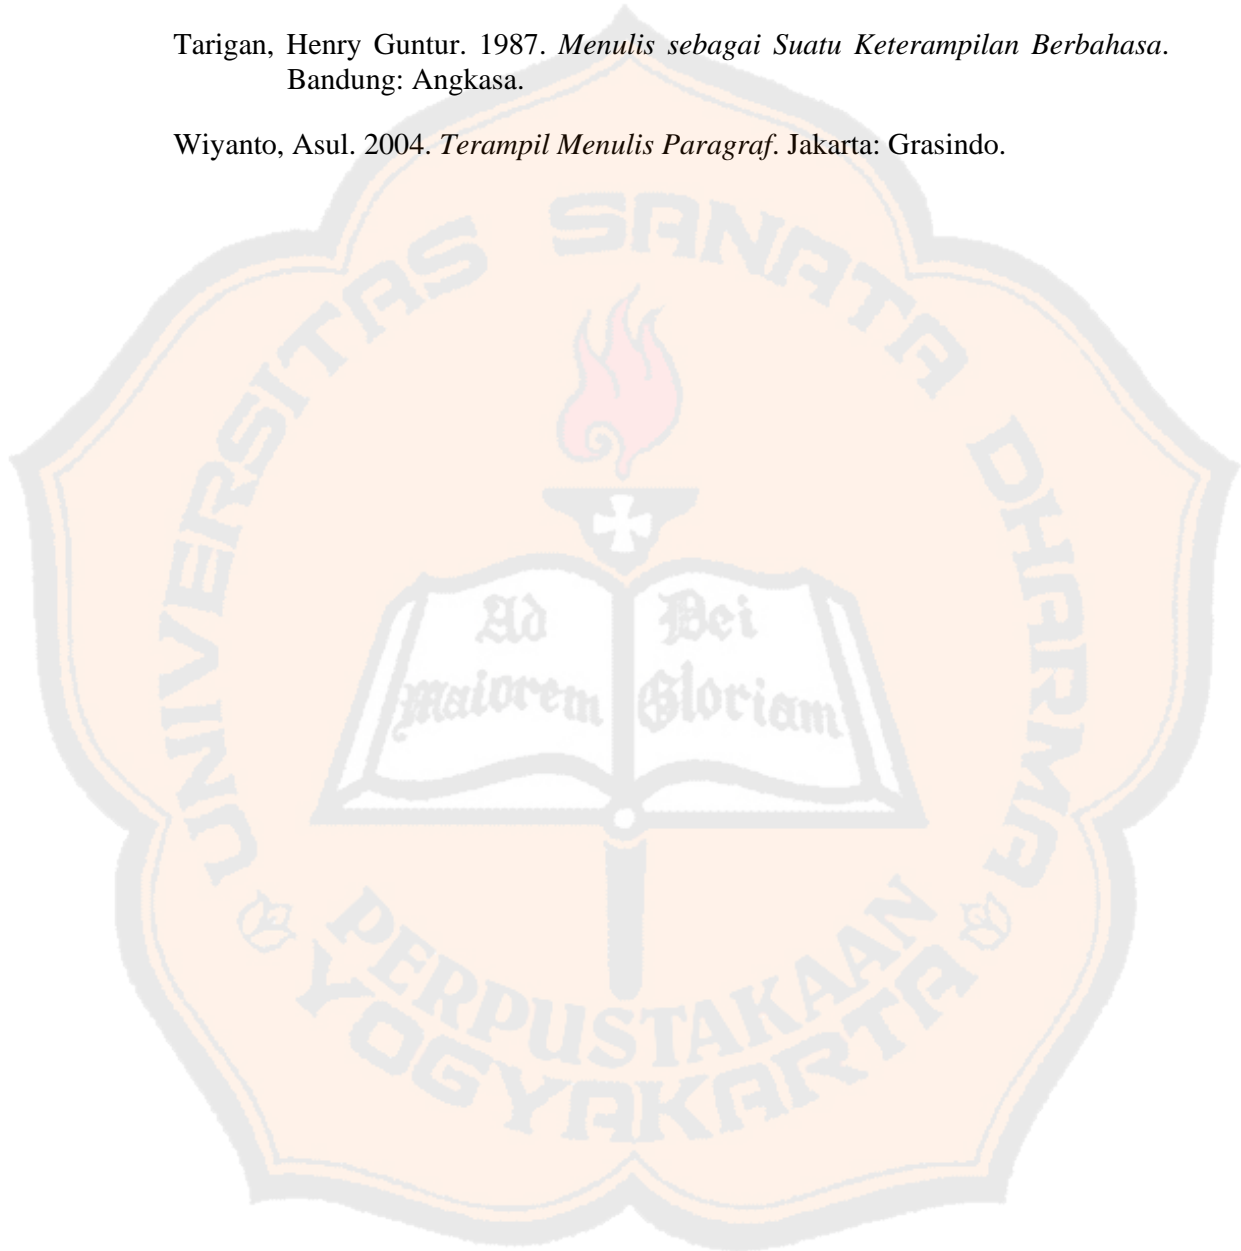 Tarigan, Henry Guntur. 1987. Menulis sebagai Suatu Keterampilan Berbahasa.
Bandung: Angkasa.
Wiyanto, Asul. 2004. Terampil Menulis Paragraf. Jakarta: Grasindo.
UNIVERSITAS SANATA DHARMA
Ad Dei
Maiorem Gloriam
PERPUSTAKAAN
YOGYAKARTA